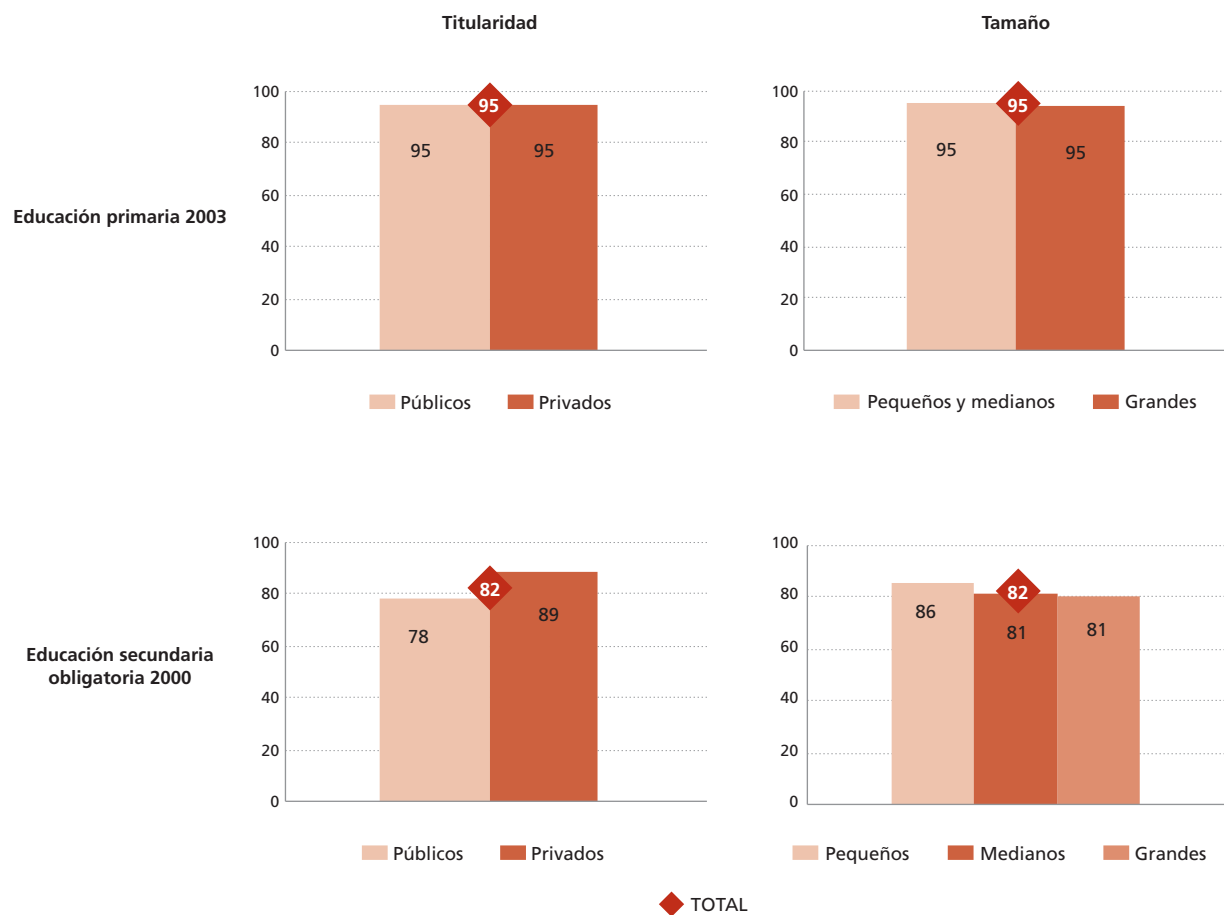 Titularidad
Tamaño
Educación primaria 2003
100
80
60
40
20
0
95
95
95
Públicos
Privados
100
80
60
40
20
0
95
95
95
Pequeños y medianos
Grandes
Educación secundaria
obligatoria 2000
100
80
60
40
20
0
82
78
89
Públicos
Privados
100
80
60
40
20
0
82
86
81
81
Pequeños
Medianos
Grandes
TOTAL